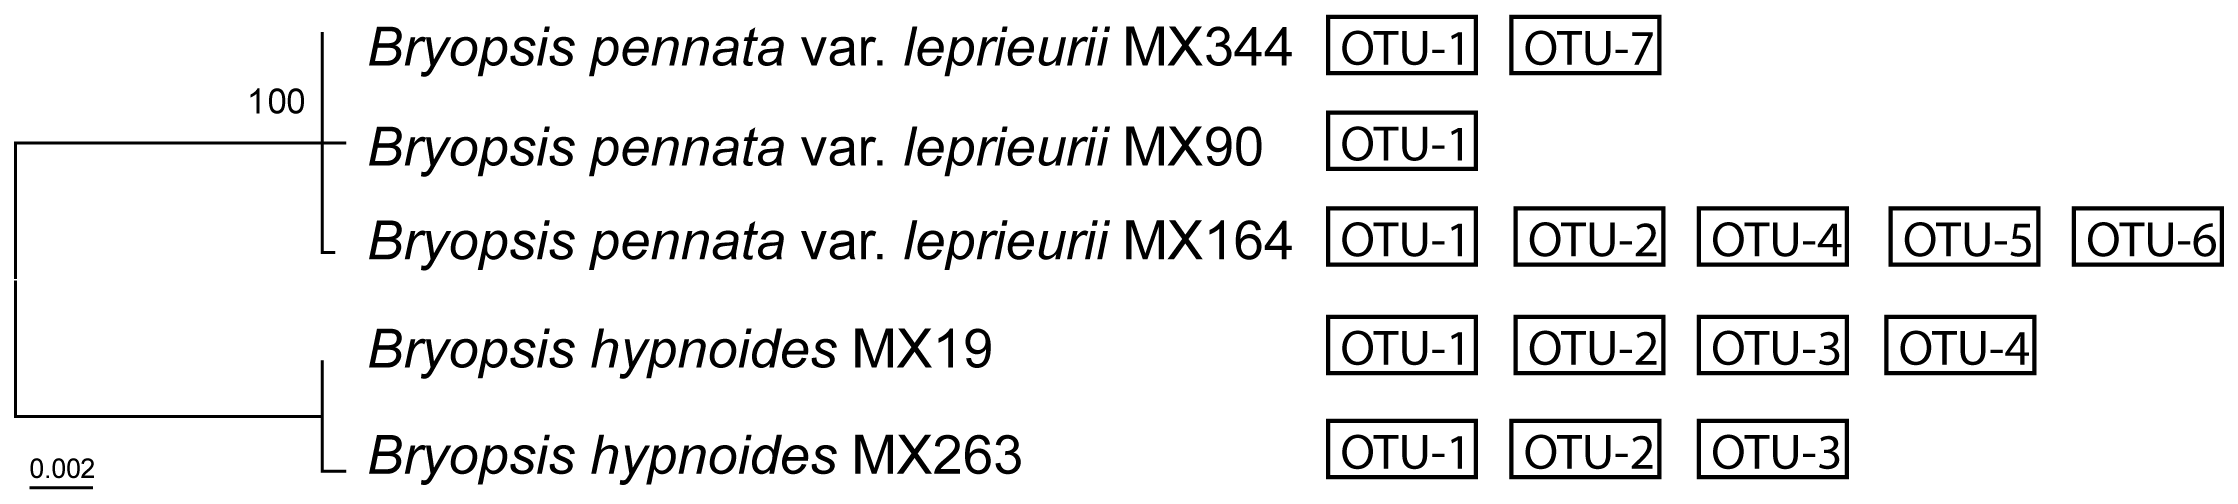 Bryopsis pennata var. leprieurii MX344 OTU-1 OTU-7
100
Bryopsis pennata var. leprieurii MX90 OTU-1
Bryopsis pennata var. leprieurii MX164 OTU-1 OTU-2 OTU-4 OTU-5 OTU-6
Bryopsis hypnoides MX19 OTU-1 OTU-2 OTU-3 OTU-4
Bryopsis hypnoides MX263 OTU-1 OTU-2 OTU-3
0.002